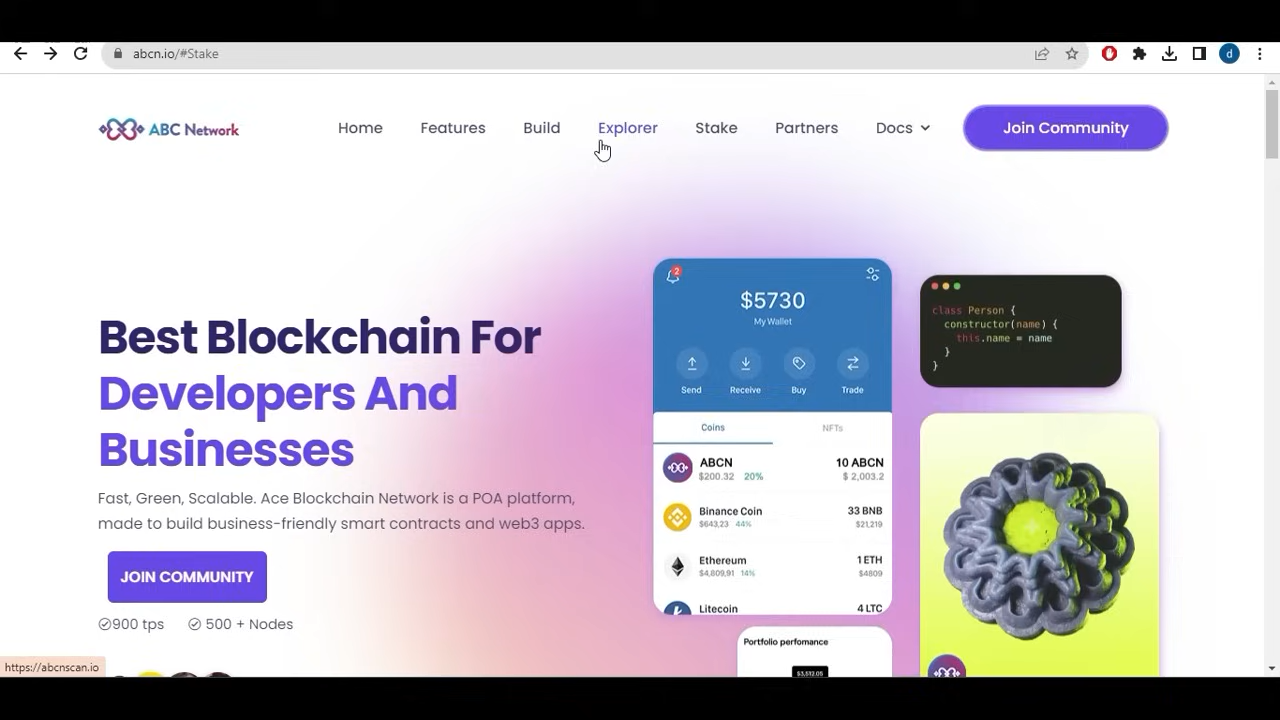 abcn.io/#Stake
d
ABC Network
Home
Features
Build
Explorer
Stake
Partners
Docs
Join Community
Best Blockchain For
Developers And
Businesses
Fast, Green, Scalable. Ace Blockchain Network is a POA platform,
made to build business-friendly smart contracts and web3 apps.
JOIN COMMUNITY
900 tps
500 + Nodes
2
$5730
My Wallet
Send
Receive
Buy
Trade
Coins
NFTs
ABCN
10 ABCN
$200.32 20%
$ 2,003.2
Binance Coin
33 BNB
$643,23 44%
$21,219
Ethereum
1 ETH
$4,809,91 14%
$4809
Litecoin
4 LTC
Portfolio perfomance
$3,512.05
class Person {
constructor(name) {
this.name = name
}
}
https://abcnscan.io